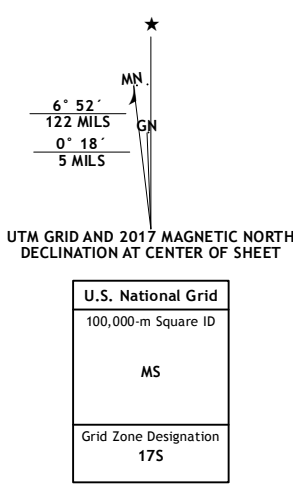 MN
6° 52´
122 MILS
GN
0° 18´
5 MILS
UTM GRID AND 2017 MAGNETIC NORTH
DECLINATION AT CENTER OF SHEET
U.S. National Grid
100,000-m Square ID
MS
Grid Zone Designation
17S